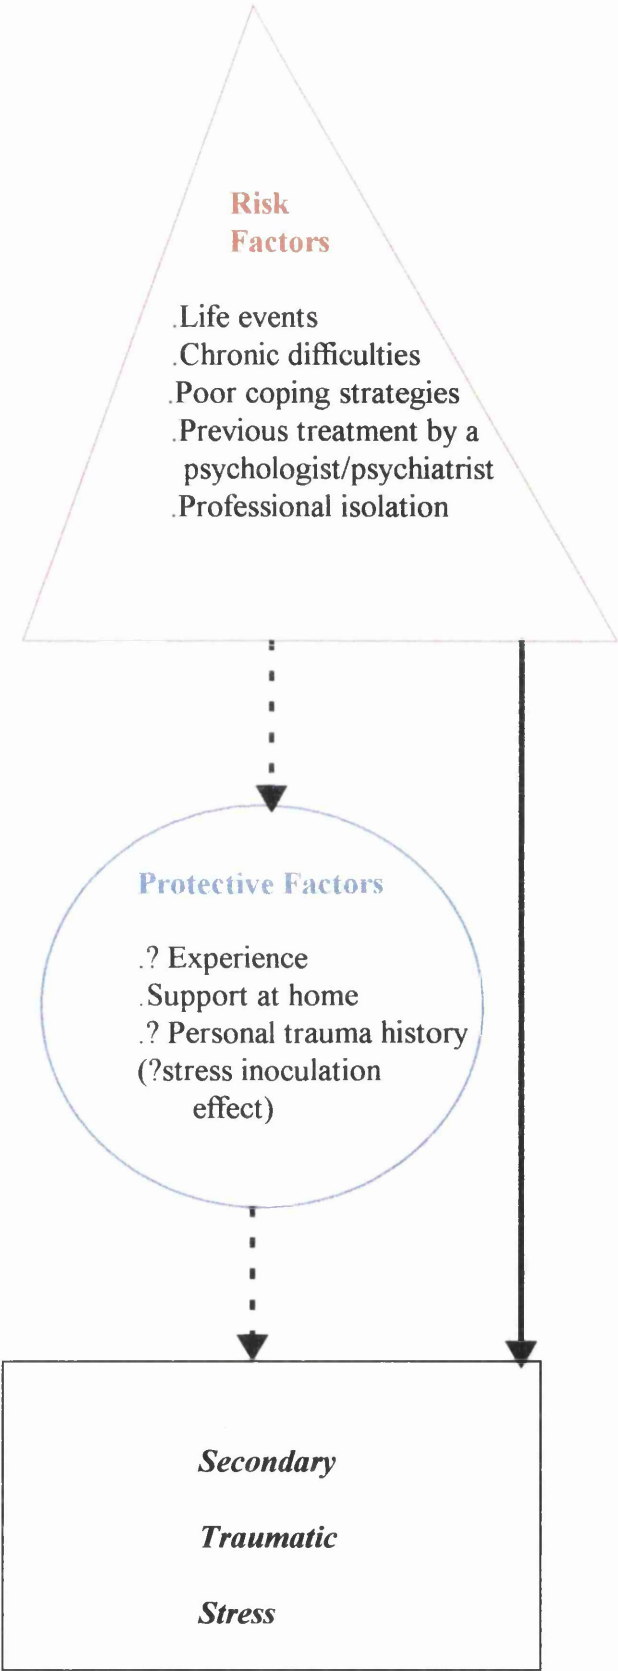 Risk
Factors
.Life events
.Chronic difficulties
.Poor coping strategies
.Previous treatment by a
psychologist/psychiatrist
.Professional isolation
Protective Factors
.? Experience
.Support at home
.? Personal trauma history
(?stress inoculation
effect)
Secondary
Traumatic
Stress